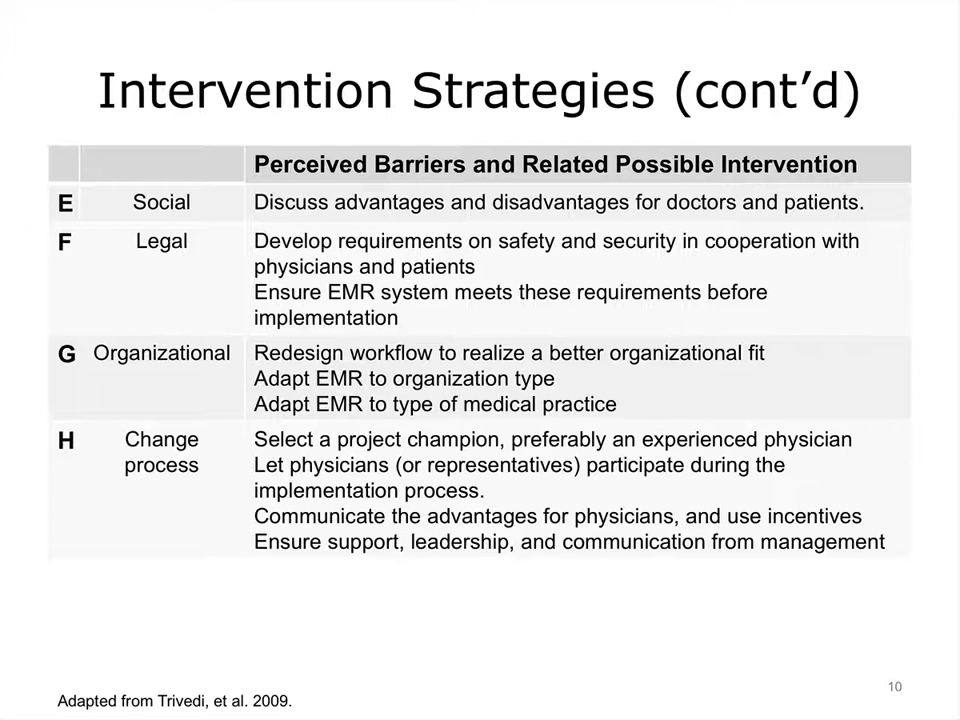 Intervention Strategies (cont’d)
Perceived Barriers and Related Possible Intervention
E Social Discuss advantages and disadvantages for doctors and patients.
F Legal Develop requirements on safety and security in cooperation with
physicians and patients
Ensure EMR system meets these requirements before
implementation
G Organizational Redesign workflow to realize a better organizational fit
Adapt EMR to organization type
Adapt EMR to type of medical practice
H Change Select a project champion, preferably an experienced physician
process Let physicians (or representatives) participate during the
implementation process.
Communicate the advantages for physicians, and use incentives
Ensure support, leadership, and communication from management
10
Adapted from Trivedi, et al. 2009.